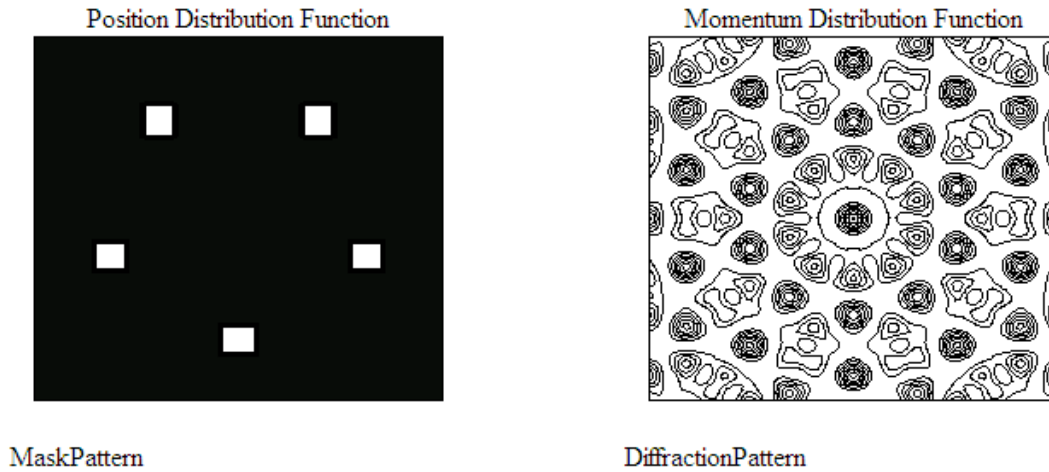 Position Distribution Function
Momentum Distribution Function
MaskPattern
DiffractionPattern